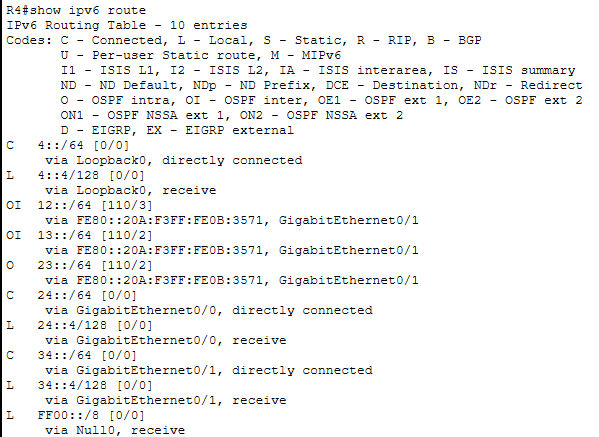 R4#show ipv6 route
IPv6 Routing Table - 10 entries
Codes: C - Connected, L - Local, S - Static, R - RIP, B - BGP
       U - Per-user Static route, M - MIPv6
       I1 - ISIS L1, I2 - ISIS L2, IA - ISIS interarea, IS - ISIS summary
       ND - ND Default, NDp - ND Prefix, DCE - Destination, NDr - Redirect
       O - OSPF intra, OI - OSPF inter, OE1 - OSPF ext 1, OE2 - OSPF ext 2
       ON1 - OSPF NSSA ext 1, ON2 - OSPF NSSA ext 2
       D - EIGRP, EX - EIGRP external
C   4::/64 [0/0]
     via Loopback0, directly connected
L   4::4/128 [0/0]
     via Loopback0, receive
OI  12::/64 [110/3]
     via FE80::20A:F3FF:FE0B:3571, GigabitEthernet0/1
OI  13::/64 [110/2]
     via FE80::20A:F3FF:FE0B:3571, GigabitEthernet0/1
O   23::/64 [110/2]
     via FE80::20A:F3FF:FE0B:3571, GigabitEthernet0/1
C   24::/64 [0/0]
     via GigabitEthernet0/0, directly connected
L   24::4/128 [0/0]
     via GigabitEthernet0/0, receive
C   34::/64 [0/0]
     via GigabitEthernet0/1, directly connected
L   34::4/128 [0/0]
     via GigabitEthernet0/1, receive
L   FF00::/8 [0/0]
     via Null0, receive